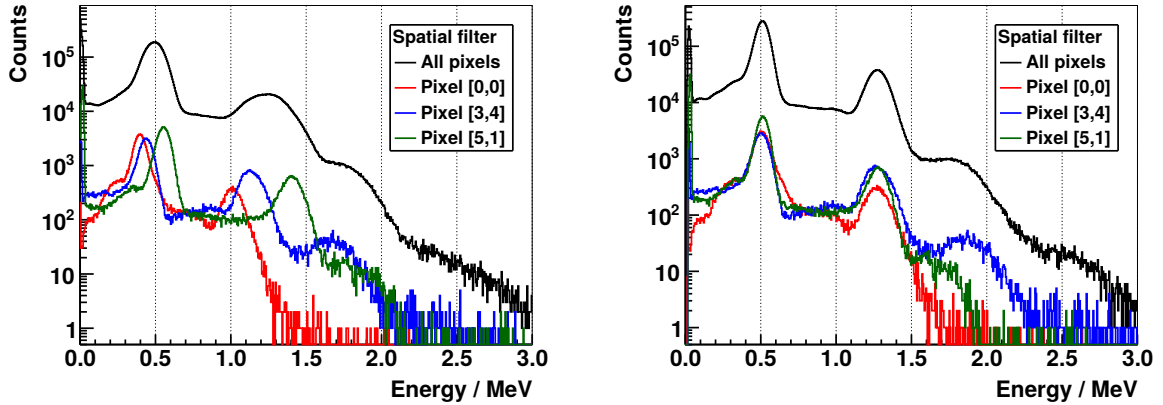 Counts
10⁵
10⁴
10³
10²
10
1
0.0 0.5 1.0 1.5 2.0 2.5 3.0
Energy / MeV
Spatial filter
All pixels
Pixel [0,0]
Pixel [3,4]
Pixel [5,1]
Counts
10⁵
10⁴
10³
10²
10
1
0.0 0.5 1.0 1.5 2.0 2.5 3.0
Energy / MeV
Spatial filter
All pixels
Pixel [0,0]
Pixel [3,4]
Pixel [5,1]